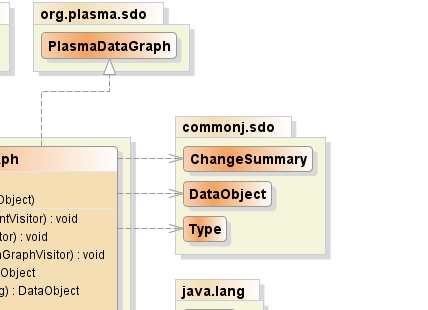 org.plasma.sdo
PlasmaDataGraph
commonj.sdo
ChangeSummary
DataObject
Type
aph
Object)
ntVisitor) : void
tor) : void
aGraphVisitor) : void
Object
g) : DataObject
java.lang